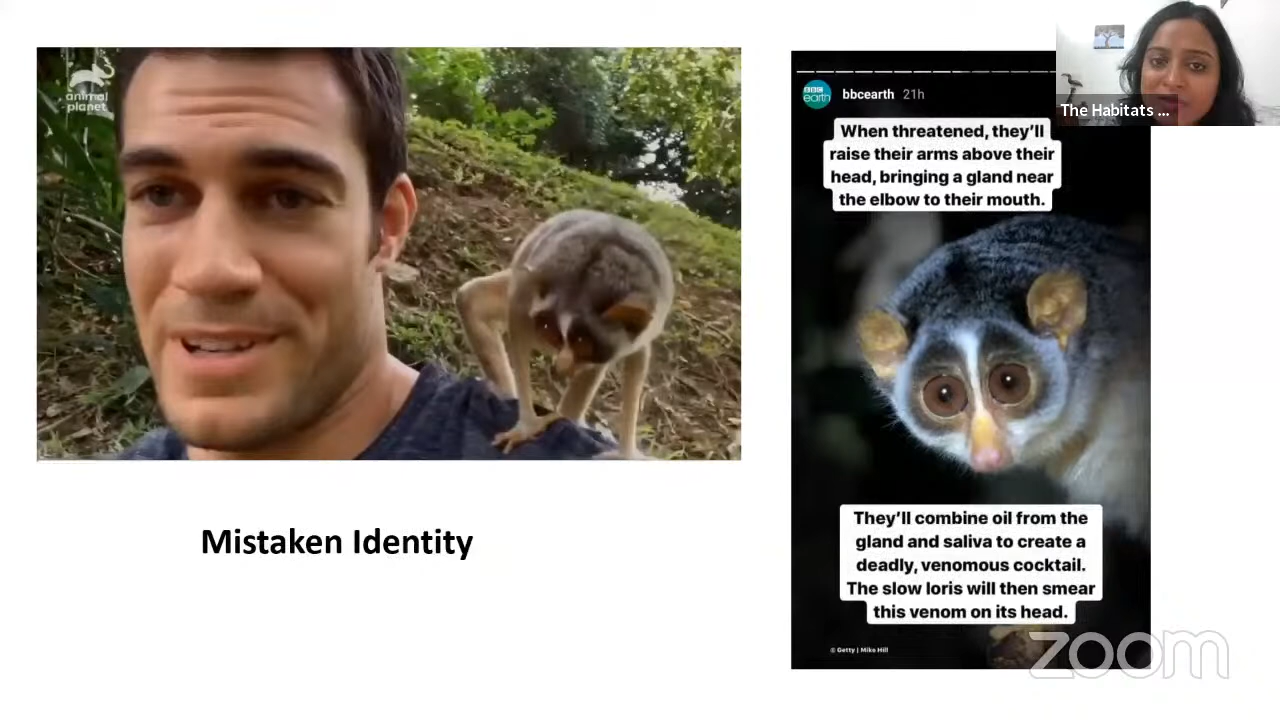 animal
planet
BBC
earth
bbcearth 21h
The Habitats ...
When threatened, they'll
raise their arms above their
head, bringing a gland near
the elbow to their mouth.
Mistaken Identity
They'll combine oil from the
gland and saliva to create a
deadly, venomous cocktail.
The slow loris will then smear
this venom on its head.
© Getty | Mike Hill
zoom